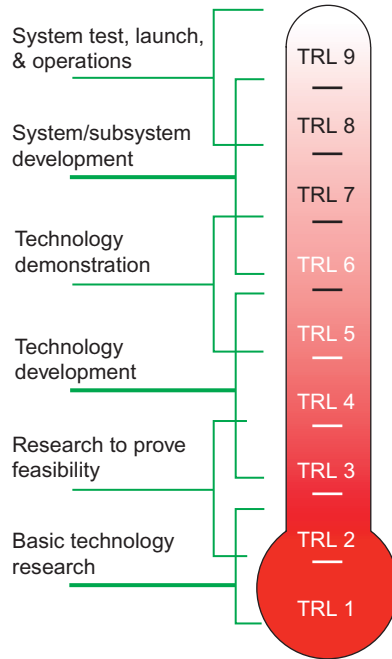 System test, launch,
& operations
System/subsystem
development
Technology
demonstration
Technology
development
Research to prove
feasibility
Basic technology
research
TRL 9
TRL 8
TRL 7
TRL 6
TRL 5
TRL 4
TRL 3
TRL 2
TRL 1